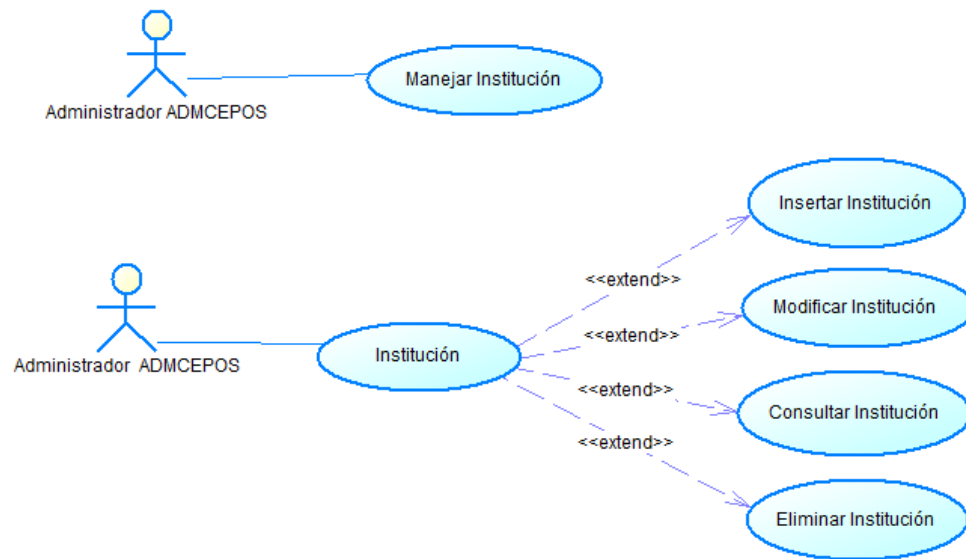 Manejar Institución
Administrador ADMCEPOS
Insertar Institución
<<extend>>
Modificar Institución
<<extend>>
Institución
Administrador ADMCEPOS
<<extend>>
Consultar Institución
<<extend>>
Eliminar Institución